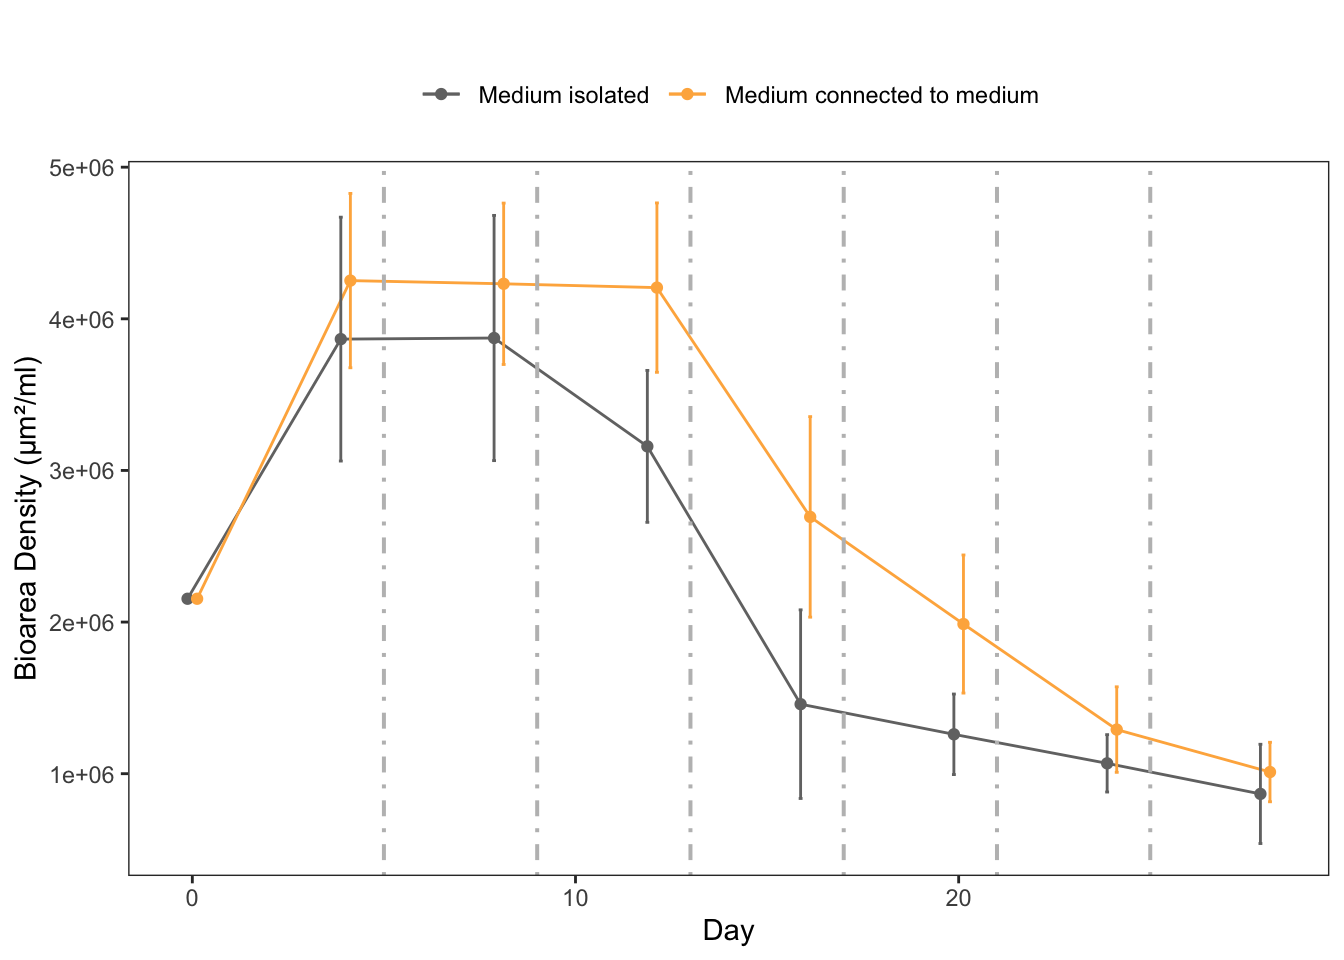 Medium isolated Medium connected to medium
5e+06
4e+06
3e+06
2e+06
1e+06
Bioarea Density (µm²/ml)
0 10 20
Day